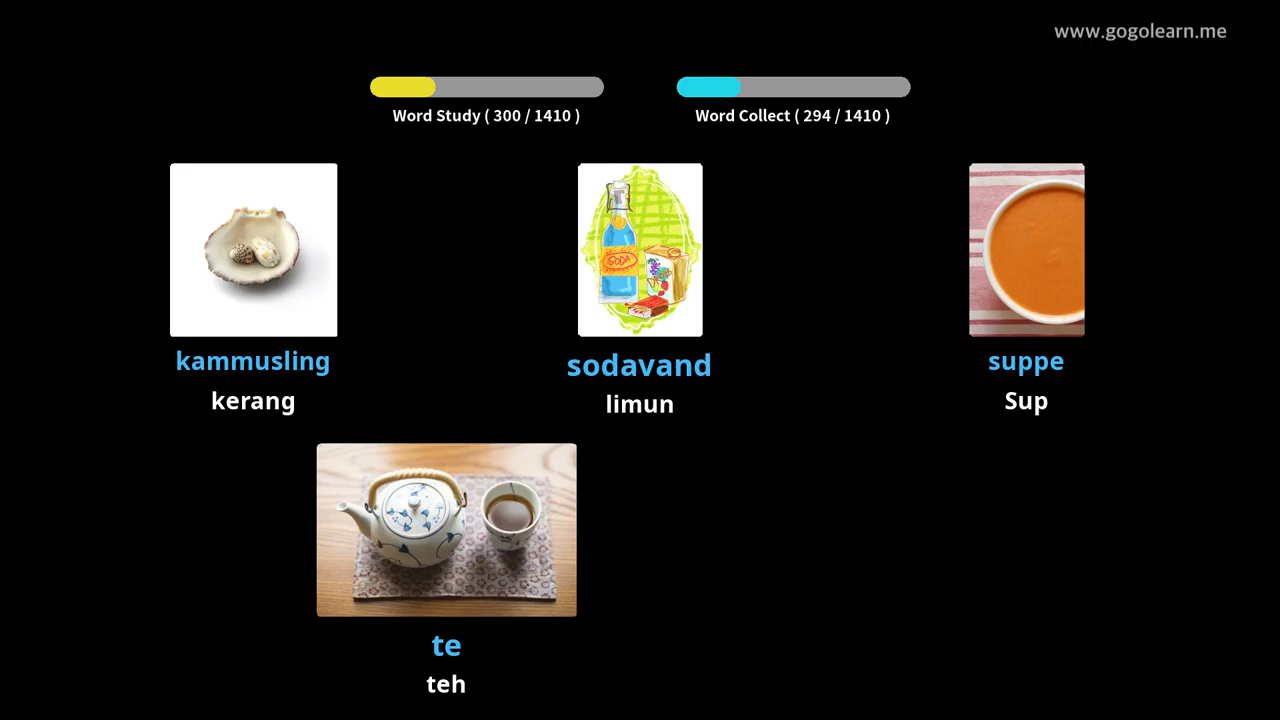 www.gogolearn.me
Word Study ( 300 / 1410 )
Word Collect ( 294 / 1410 )
SODA
kammusling
sodavand
suppe
kerang
limun
Sup
te
teh